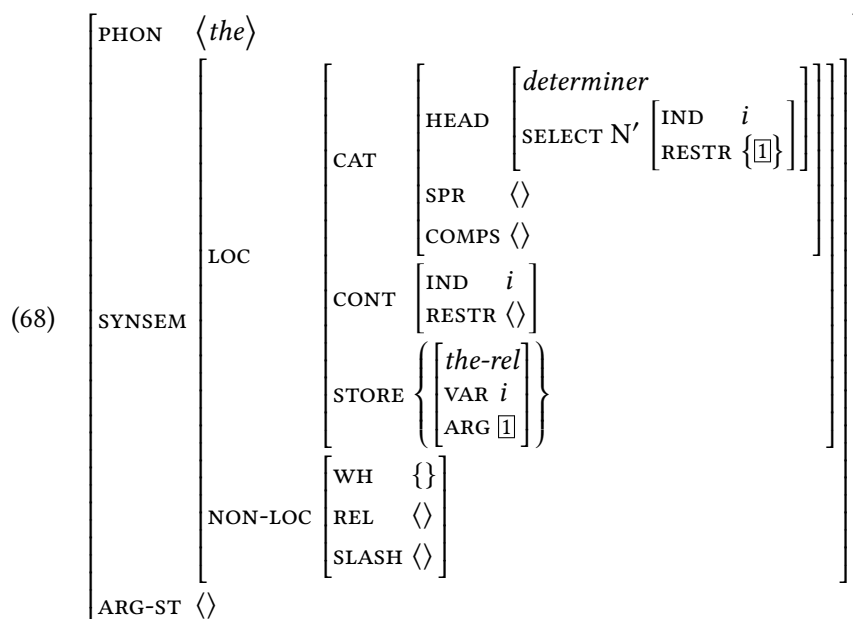 PHON ⟨the⟩
determiner
HEAD
SELECT N′ [IND i
RESTR {1}]
CAT
SPR ⟨⟩
COMPS ⟨⟩
LOC
IND i
CONT
RESTR ⟨⟩
(68) SYNSEM
the-rel
STORE VAR i
ARG 1
WH {}
NON-LOC REL ⟨⟩
SLASH ⟨⟩
ARG-ST ⟨⟩